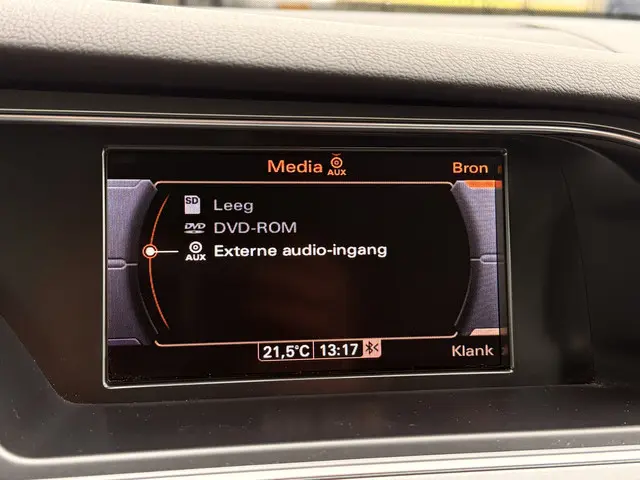 Media AUX Bron
SD Leeg
DVD DVD-ROM
AUX Externe audio-ingang
21,5°C 13:17
Klank